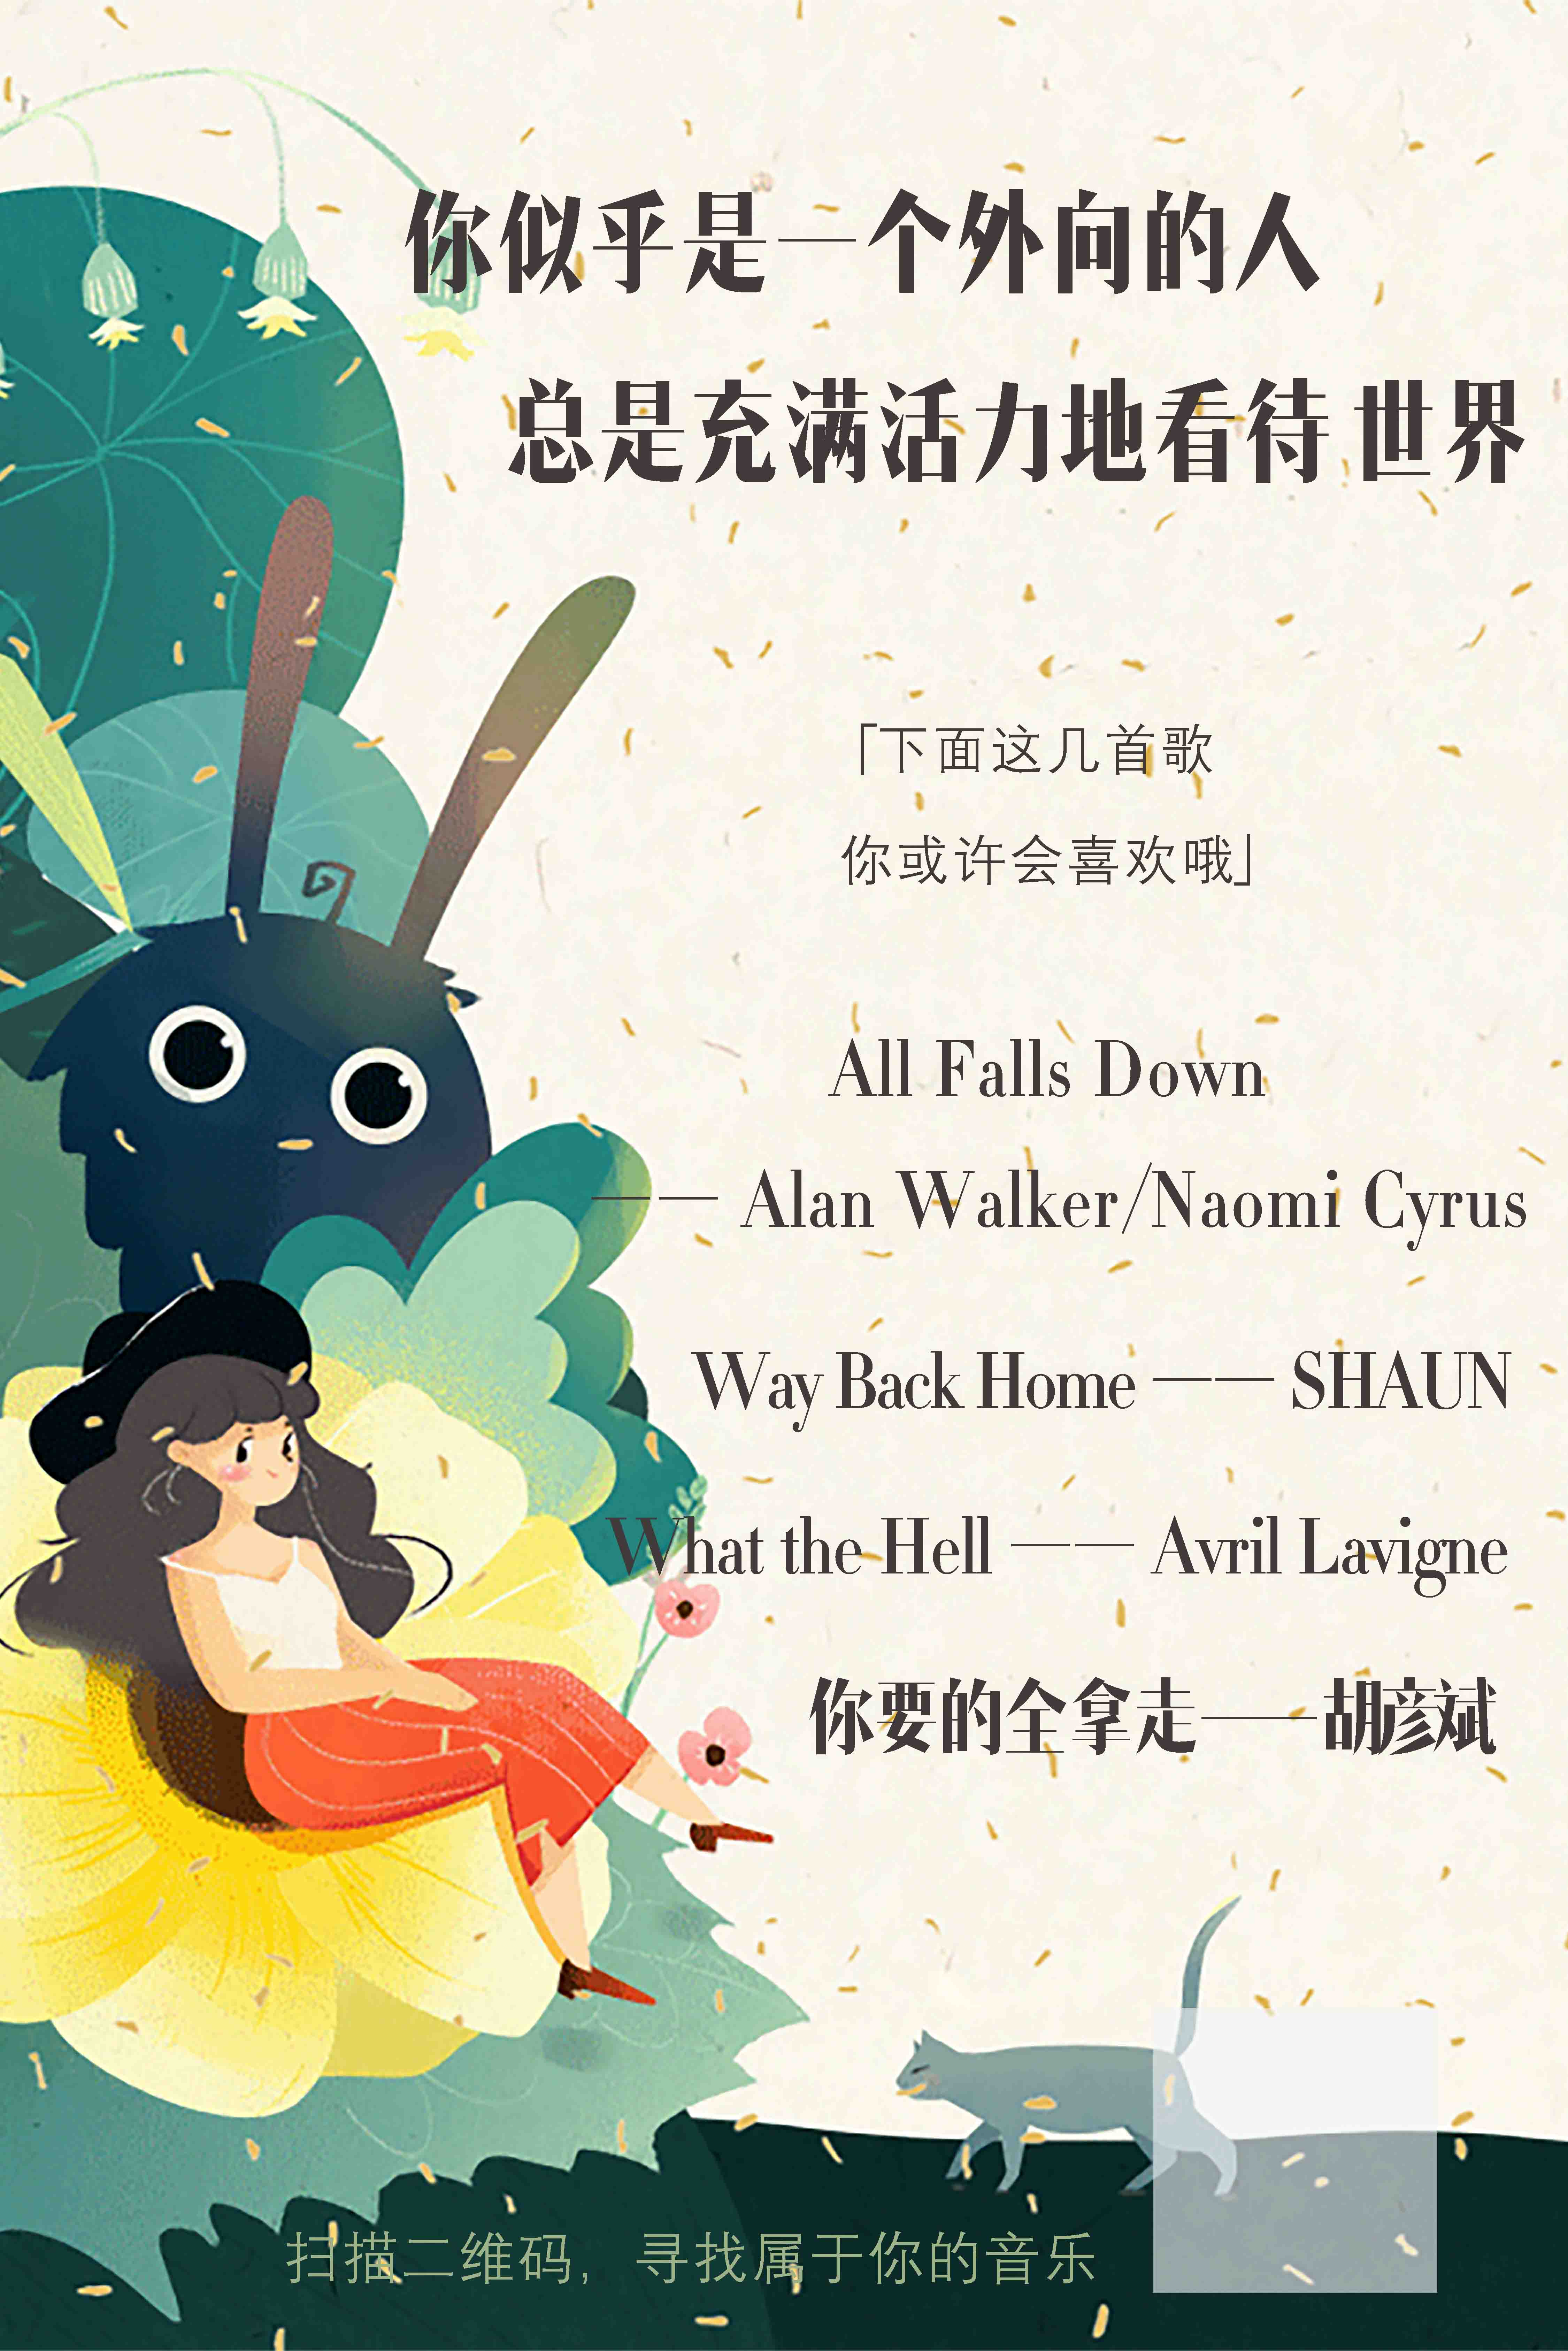 你似乎是一个外向的人
总是充满活力地看待 世界
「下面这几首歌
你或许会喜欢哦」
All Falls Down
—— Alan Walker/Naomi Cyrus
Way Back Home —— SHAUN
What the Hell —— Avril Lavigne
你要的全拿走——胡彦斌
扫描二维码，寻找属于你的音乐